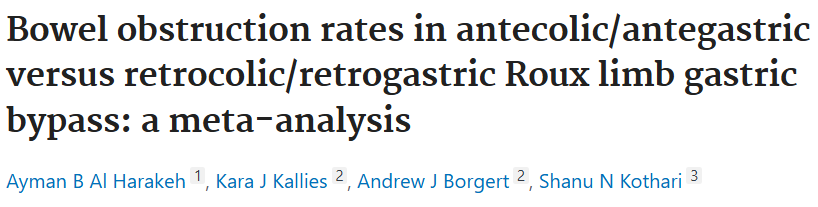 Bowel obstruction rates in antecolic/antegastric
versus retrocolic/retrogastric Roux limb gastric
bypass: a meta-analysis
Ayman B Al Harakeh 1, Kara J Kallies 2, Andrew J Borgert 2, Shanu N Kothari 3